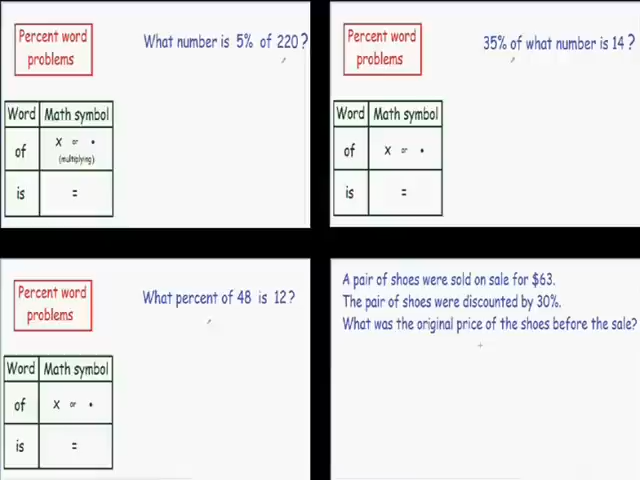 Percent word
problems
What number is 5% of 220?
Word Math symbol
of x or •
(multiplying)
is =
Percent word
problems
35% of what number is 14?
Word Math symbol
of x or •
is =
Percent word
problems
What percent of 48 is 12?
Word Math symbol
of x or •
is =
A pair of shoes were sold on sale for $63.
The pair of shoes were discounted by 30%.
What was the original price of the shoes before the sale?